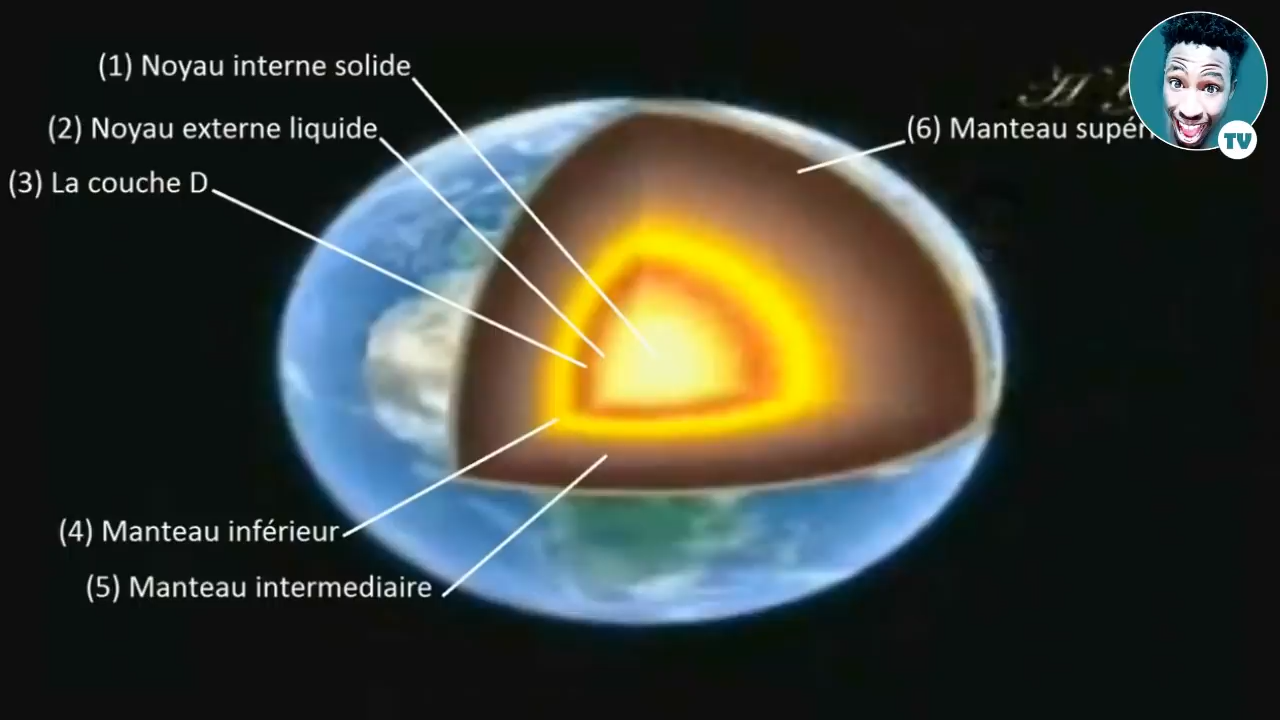 (1) Noyau interne solide
(2) Noyau externe liquide
(3) La couche D
(6) Manteau
(4) Manteau inférieur
(5) Manteau intermediaire
TV